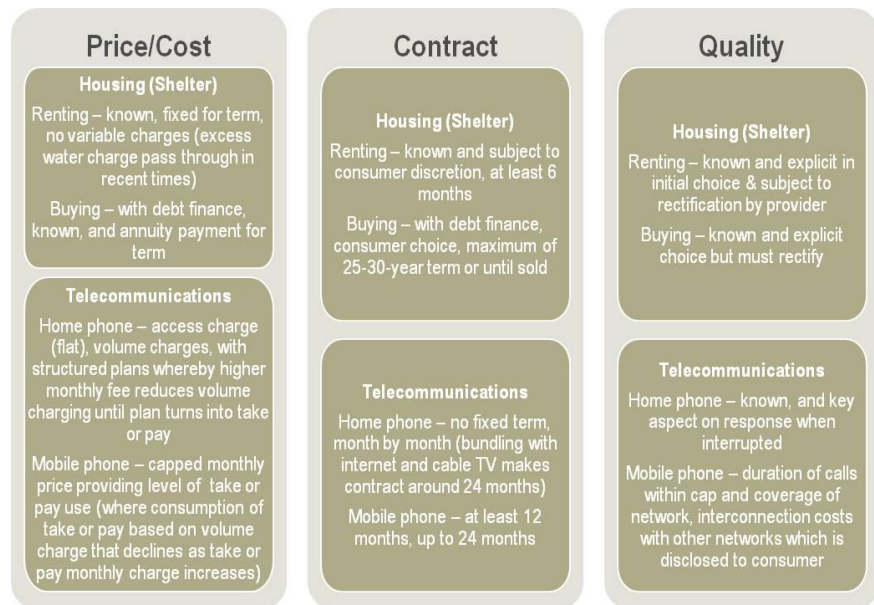 Price/Cost
Housing (Shelter)
Renting – known, fixed for term,
no variable charges (excess
water charge pass through in
recent times)
Buying – with debt finance,
known, and annuity payment for
term
Telecommunications
Home phone – access charge
(flat), volume charges, with
structured plans whereby higher
monthly fee reduces volume
charging until plan turns into take
or pay
Mobile phone – capped monthly
price providing level of take or
pay use (where consumption of
take or pay based on volume
charge that declines as take or
pay monthly charge increases)
Contract
Housing (Shelter)
Renting – known and subject to
consumer discretion, at least 6
months
Buying – with debt finance,
consumer choice, maximum of
25-30-year term or until sold
Telecommunications
Home phone – no fixed term,
month by month (bundling with
internet and cable TV makes
contract around 24 months)
Mobile phone – at least 12
months, up to 24 months
Quality
Housing (Shelter)
Renting – known and explicit in
initial choice & subject to
rectification by provider
Buying – known and explicit
choice but must rectify
Telecommunications
Home phone – known, and key
aspect on response when
interrupted
Mobile phone – duration of calls
within cap and coverage of
network, interconnection costs
with other networks which is
disclosed to consumer